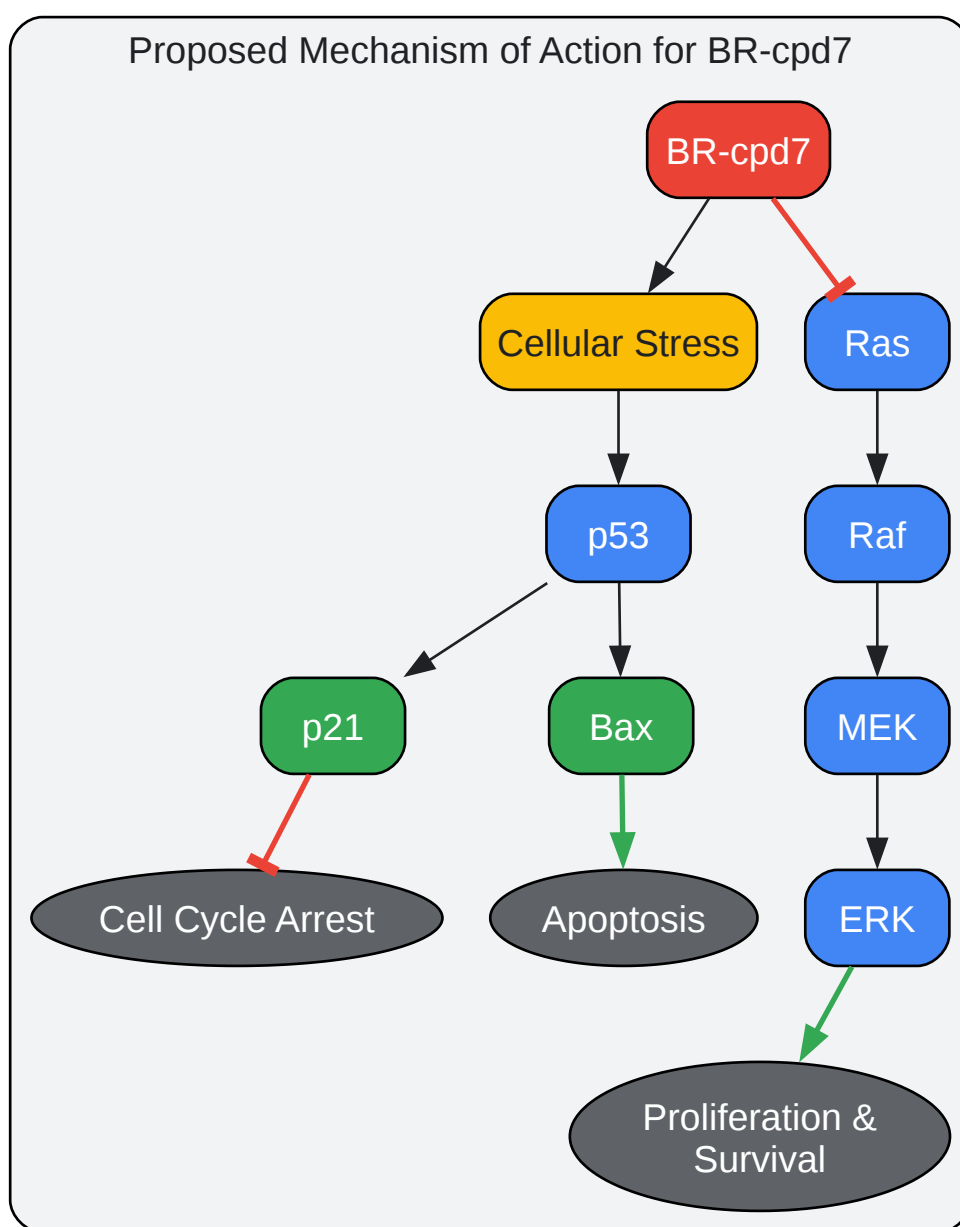 Proposed Mechanism of Action for BR-cpd7
BR-cpd7
Cellular Stress
Ras
p53
Raf
p21
Bax
MEK
Cell Cycle Arrest
Apoptosis
ERK
Proliferation &
Survival